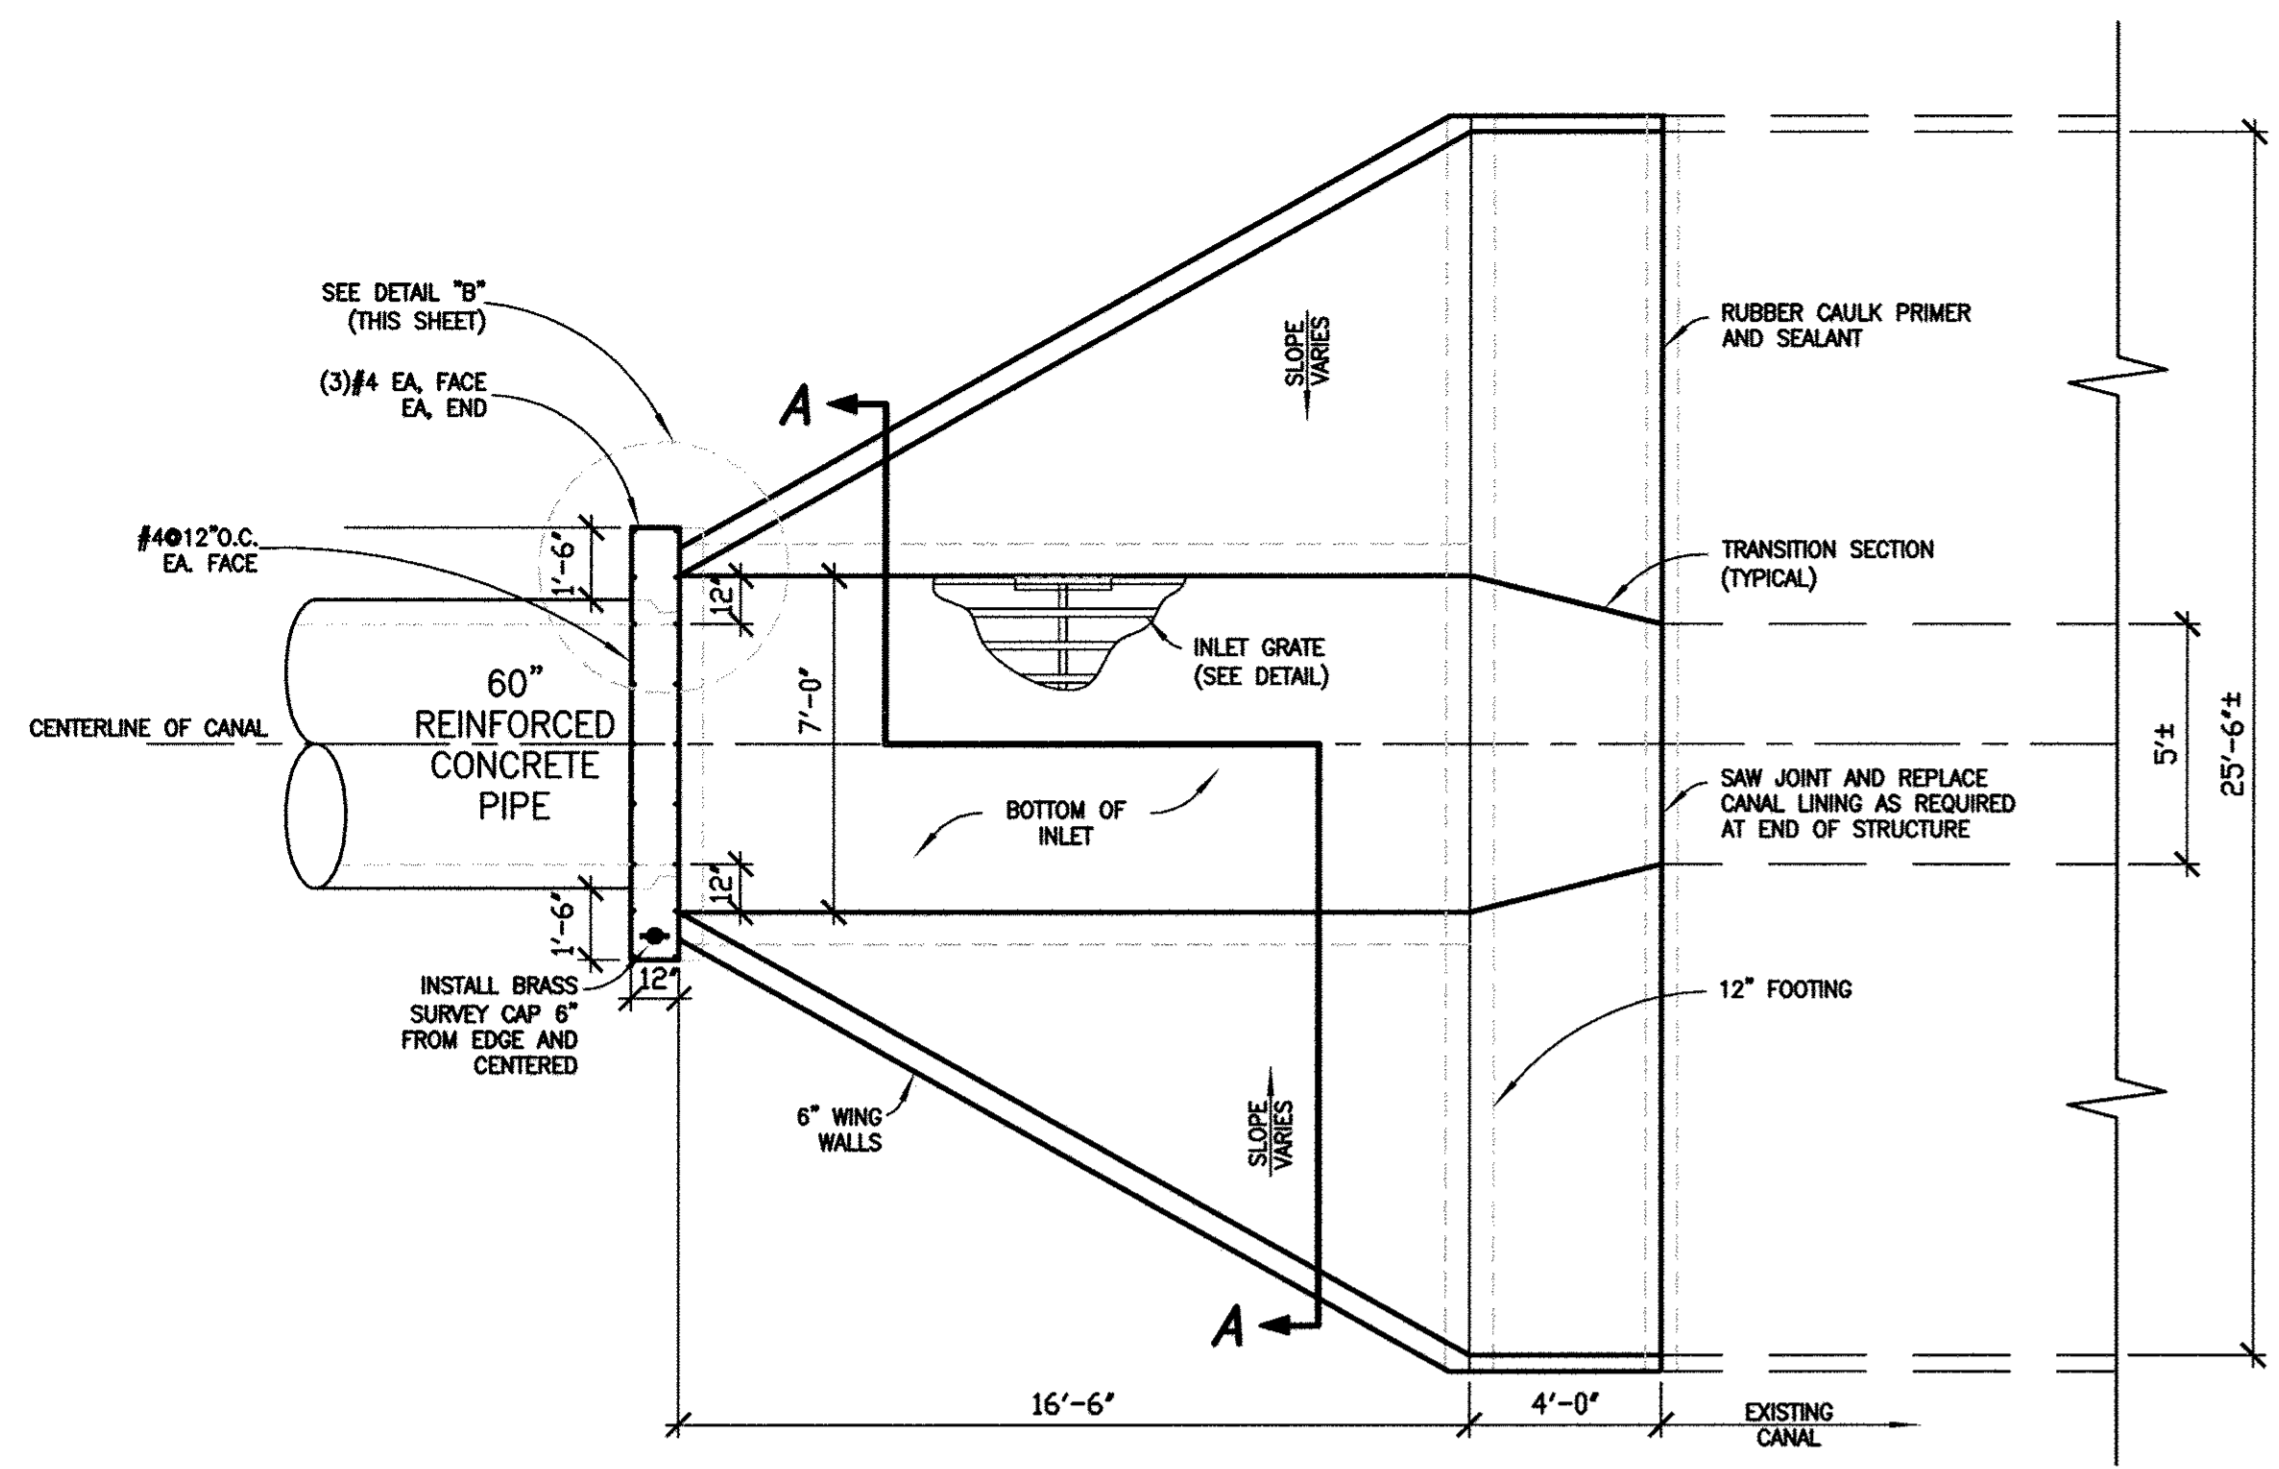 SEE DETAIL "B"
(THIS SHEET)
(3)#4 EA. FACE
EA. END
#4@12"O.C.
EA. FACE
1'-6"
12"
A
SLOPE
VARIES
RUBBER CAULK PRIMER
AND SEALANT
TRANSITION SECTION
(TYPICAL)
INLET GRATE
(SEE DETAIL)
7'-0"
60"
REINFORCED
CONCRETE
PIPE
CENTERLINE OF CANAL
5'±
25'-6"±
BOTTOM OF
INLET
SAW JOINT AND REPLACE
CANAL LINING AS REQUIRED
AT END OF STRUCTURE
12"
1'-6"
12"
INSTALL BRASS
SURVEY CAP 6"
FROM EDGE AND
CENTERED
12" FOOTING
6" WING
WALLS
SLOPE
VARIES
A
16'-6"
4'-0"
EXISTING
CANAL